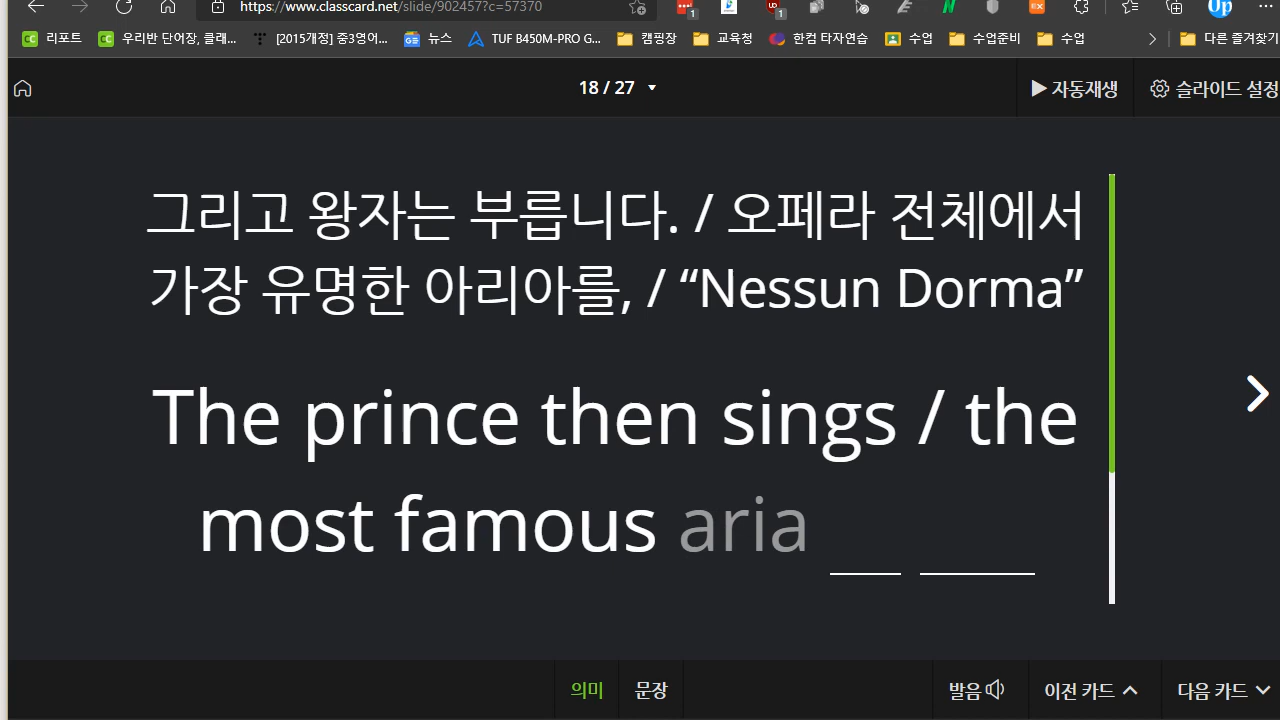 https://www.classcard.net/slide/902457?c=57370
리포트 우리반 단어장, 클래... [2015개정] 중3영어... 뉴스 TUF B450M-PRO G... 캠핑장 교육청 한컴 타자연습 수업 수업준비 수업 다른 즐겨찾기
18 / 27 자동재생 슬라이드 설정
그리고 왕자는 부릅니다. / 오페라 전체에서
가장 유명한 아리아를, / “Nessun Dorma”
The prince then sings / the
most famous aria
의미 문장 발음 이전 카드 다음 카드